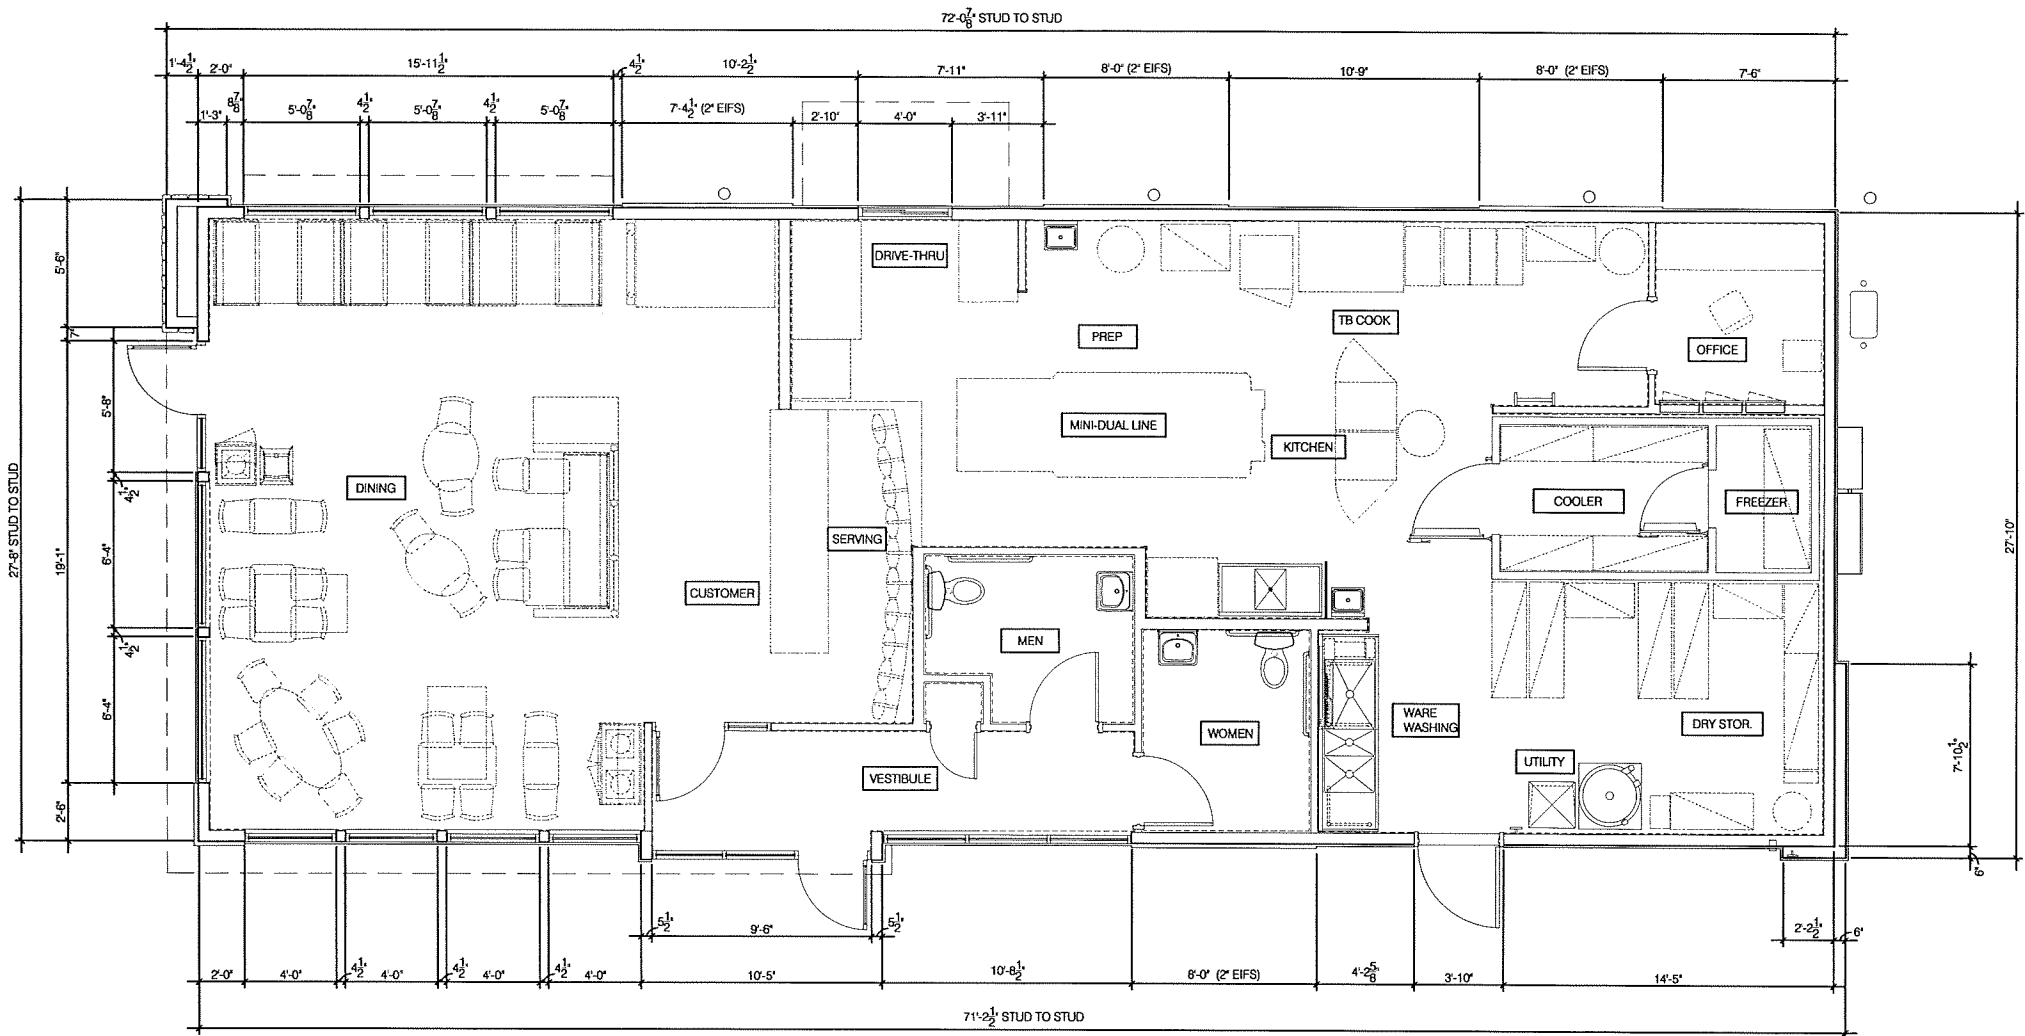 72'-0 7/8" STUD TO STUD
1'-4 1/2"
2'-0"
15'-11 1/2"
4 1/2"
10'-2 1/2"
7'-11"
8'-0" (2" EIFS)
10'-9"
8'-0" (2" EIFS)
7'-6"
1'-3"
8 7/8"
5'-0 7/8"
4 1/2"
5'-0 7/8"
4 1/2"
5'-0 7/8"
7'-4 1/2" (2" EIFS)
2'-10"
4'-0"
3'-11"
27'-8" STUD TO STUD
5'-6"
7"
19'-1"
2'-6"
5'-8"
4 1/2"
6'-4"
4 1/2"
6'-4"
DRIVE-THRU
TB COOK
PREP
OFFICE
MINI-DUAL LINE
KITCHEN
DINING
COOLER
FREEZER
SERVING
CUSTOMER
MEN
WARE
WASHING
DRY STOR.
WOMEN
UTILITY
VESTIBULE
27'-10"
7'-10 1/2"
6"
5 1/2"
9'-6"
5 1/2"
2'-2 1/2"
6"
2'-0"
4'-0"
4 1/2"
4'-0"
4 1/2"
4'-0"
4 1/2"
4'-0"
10'-5"
10'-8 1/2"
8'-0" (2" EIFS)
4'-2 5/8"
3'-10"
14'-5"
71'-2 1/2" STUD TO STUD